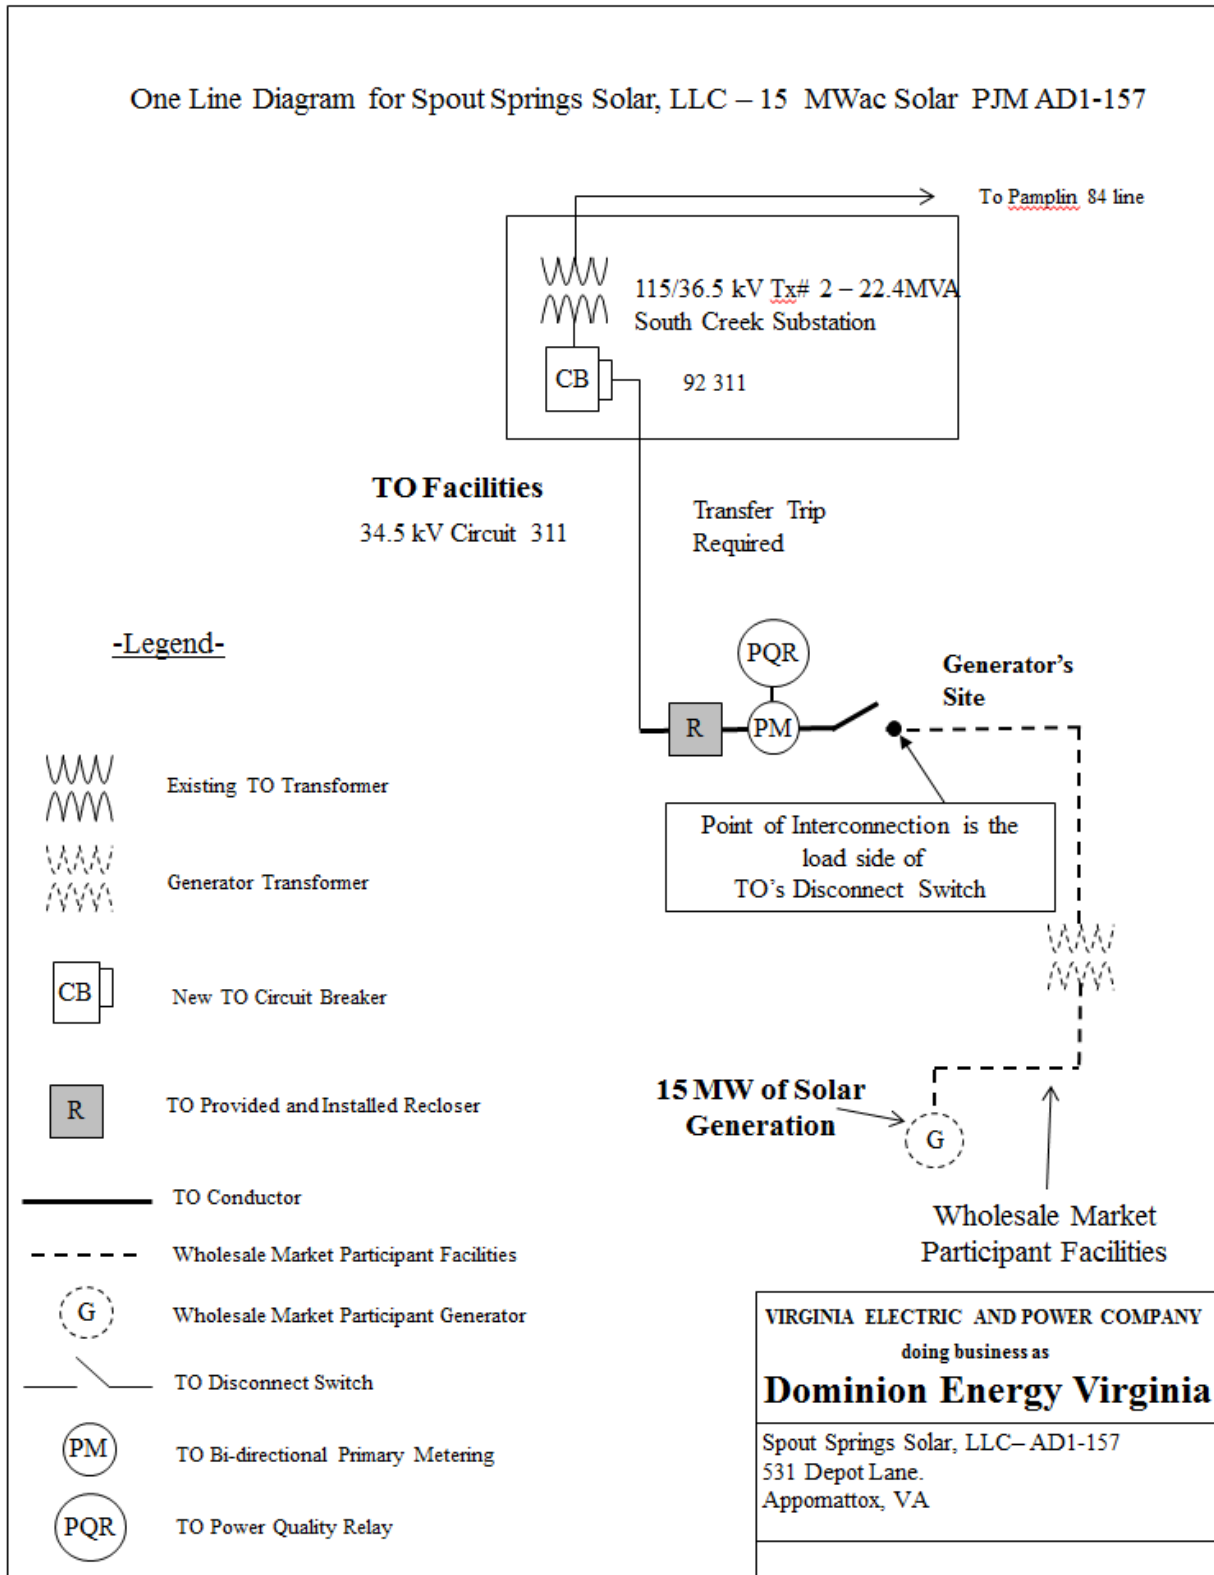 One Line Diagram for Spout Springs Solar, LLC – 15 MWac Solar PJM AD1-157
To Pamplin 84 line
115/36.5 kV Tx# 2 – 22.4MVA
South Creek Substation
CB
92 311
TO Facilities
34.5 kV Circuit 311
Transfer Trip
Required
-Legend-
PQR
Generator's
Site
R
PM
Point of Interconnection is the
load side of
TO's Disconnect Switch
Existing TO Transformer
Generator Transformer
CB
New TO Circuit Breaker
R
TO Provided and Installed Recloser
15 MW of Solar
Generation
G
TO Conductor
Wholesale Market
Participant Facilities
Wholesale Market Participant Facilities
G
Wholesale Market Participant Generator
TO Disconnect Switch
PM
TO Bi-directional Primary Metering
PQR
TO Power Quality Relay
VIRGINIA ELECTRIC AND POWER COMPANY
doing business as
Dominion Energy Virginia
Spout Springs Solar, LLC– AD1-157
531 Depot Lane.
Appomattox, VA